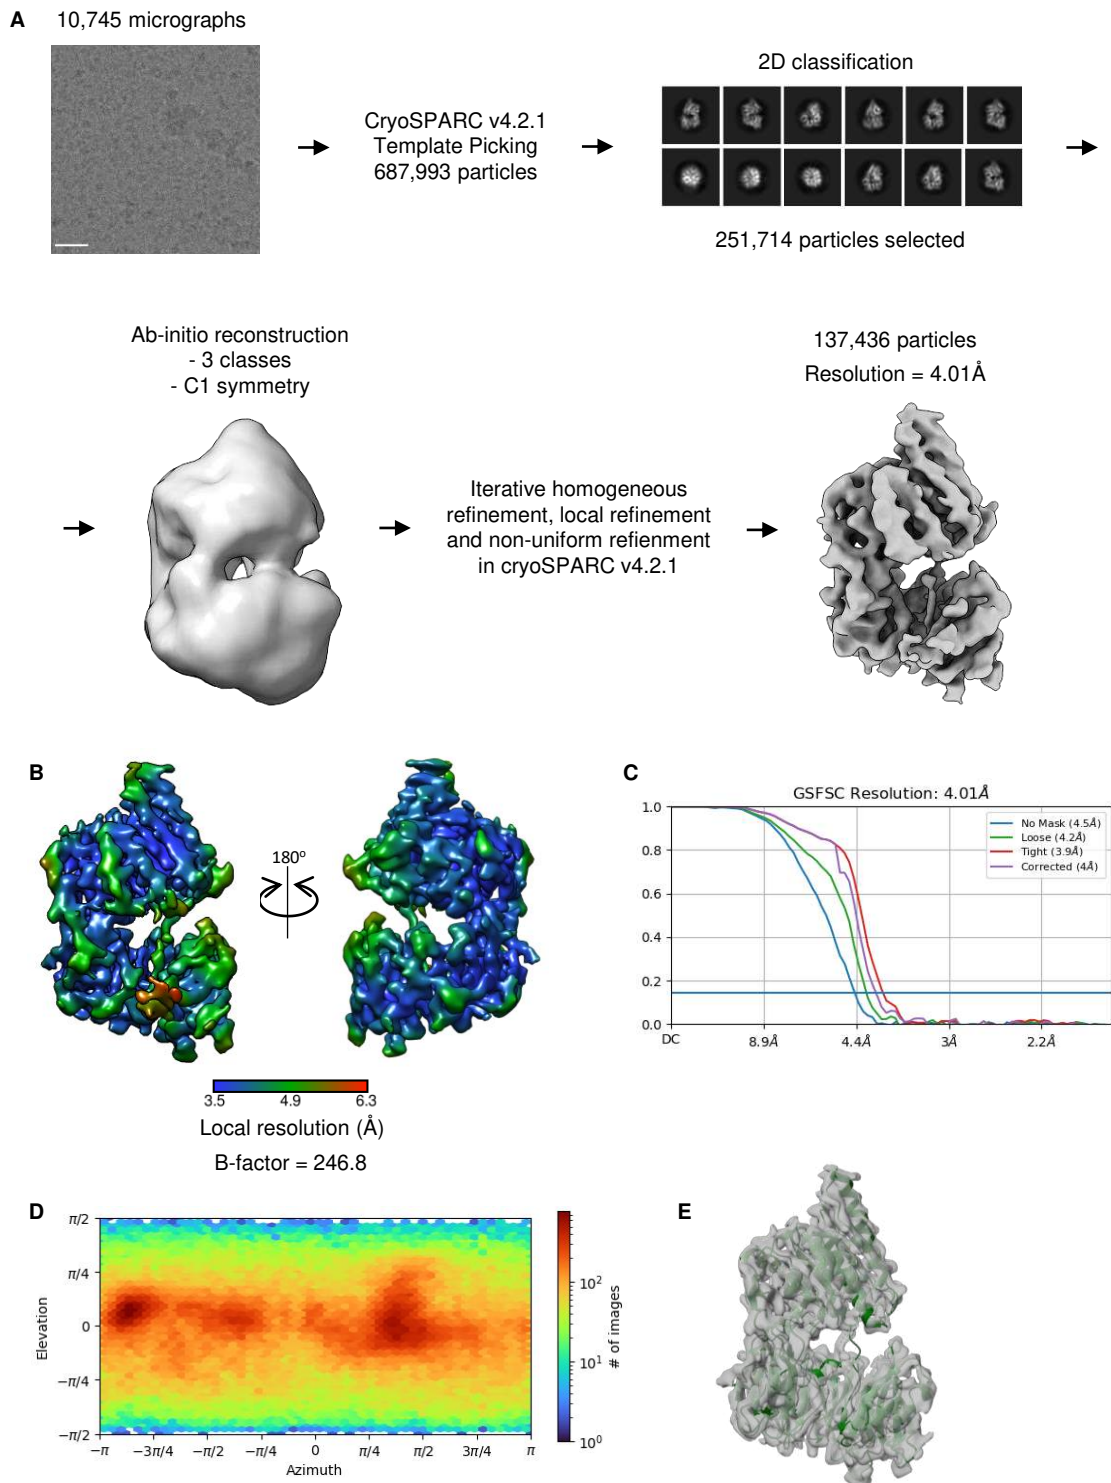 A
10,745 micrographs
CryoSPARC v4.2.1
Template Picking
687,993 particles
2D classification
251,714 particles selected
Ab-initio reconstruction
- 3 classes
- C1 symmetry
Iterative homogeneous
refinement, local refinement
and non-uniform refienment
in cryoSPARC v4.2.1
137,436 particles
Resolution = 4.01Å
B
180º
3.5 4.9 6.3
Local resolution (Å)
B-factor = 246.8
C
GSFSC Resolution: 4.01Å
No Mask (4.5Å)
Loose (4.2Å)
Tight (3.9Å)
Corrected (4Å)
1.0
0.8
0.6
0.4
0.2
0.0
DC 8.9Å 4.4Å 3Å 2.2Å
D
π/2
π/4
0
−π/4
−π/2
Elevation
−π −3π/4 −π/2 −π/4 0 π/4 π/2 3π/4 π
Azimuth
10²
10¹
10⁰
# of images
E